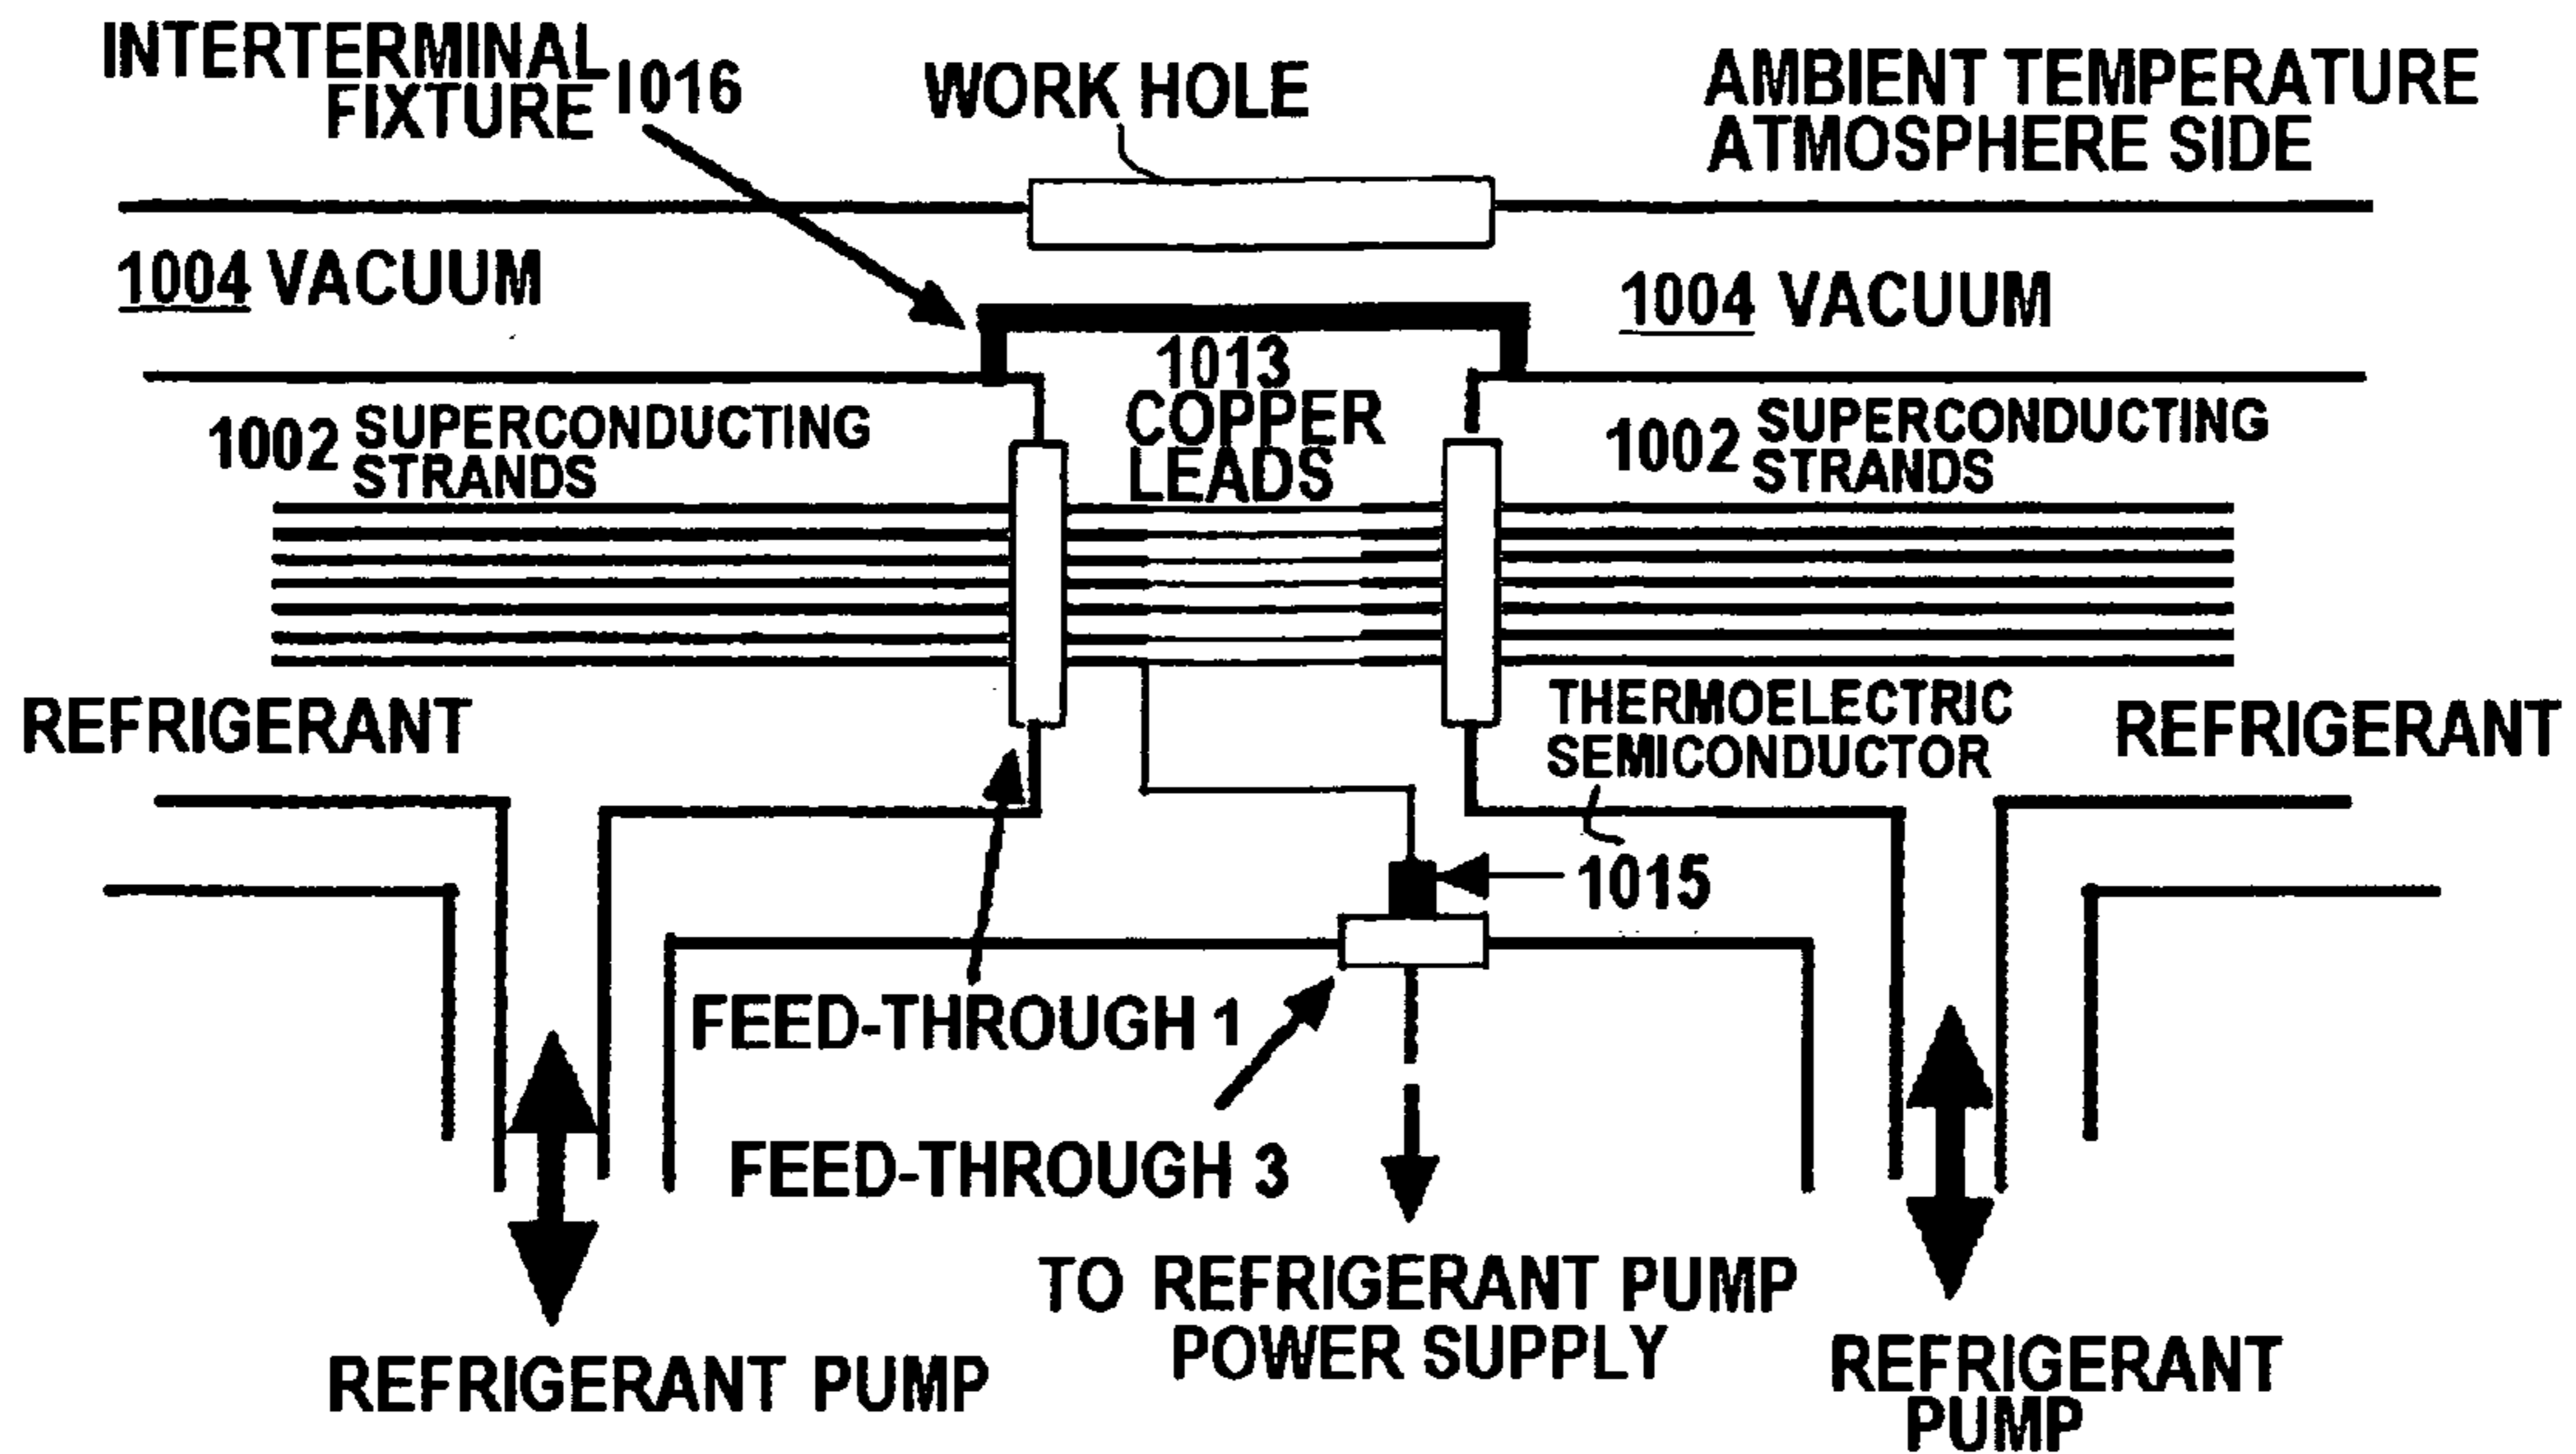 INTERTERMINAL
FIXTURE 1016
WORK HOLE
AMBIENT TEMPERATURE
ATMOSPHERE SIDE
1004 VACUUM
1004 VACUUM
1013
COPPER
LEADS
1002 SUPERCONDUCTING
STRANDS
1002 SUPERCONDUCTING
STRANDS
REFRIGERANT
THERMOELECTRIC
SEMICONDUCTOR
REFRIGERANT
1015
FEED-THROUGH 1
FEED-THROUGH 3
TO REFRIGERANT PUMP
POWER SUPPLY
REFRIGERANT PUMP
REFRIGERANT
PUMP